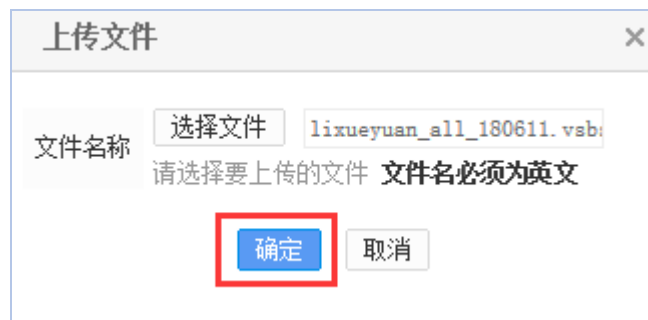 上传文件
×
文件名称 选择文件 lixueyuan_all_180611.vsb
请选择要上传的文件 文件名必须为英文
确定 取消